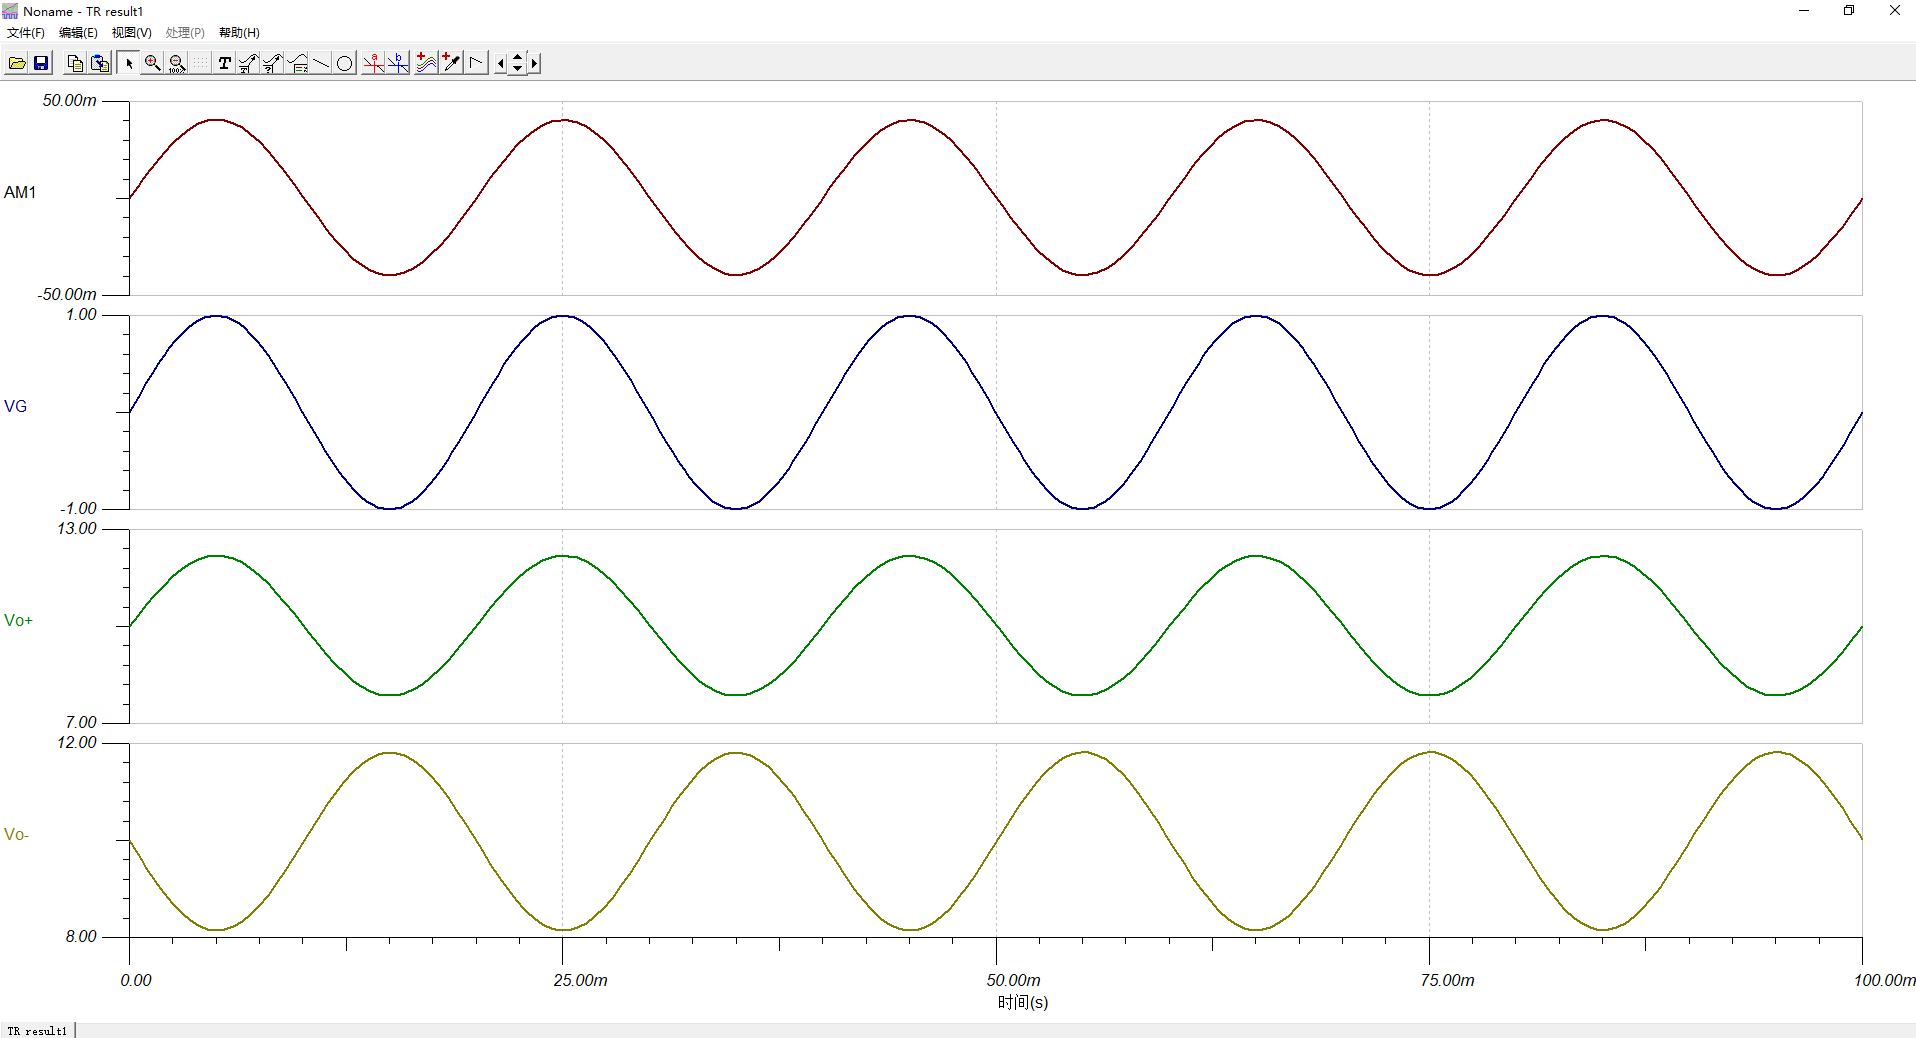 Noname - TR result1
文件(F) 编辑(E) 视图(V) 处理(P) 帮助(H)
100%
T
a
b
50.00m
AM1
-50.00m
1.00
VG
-1.00
13.00
Vo+
7.00
12.00
Vo-
8.00
0.00 25.00m 50.00m 75.00m 100.00m
时间(s)
TR result1